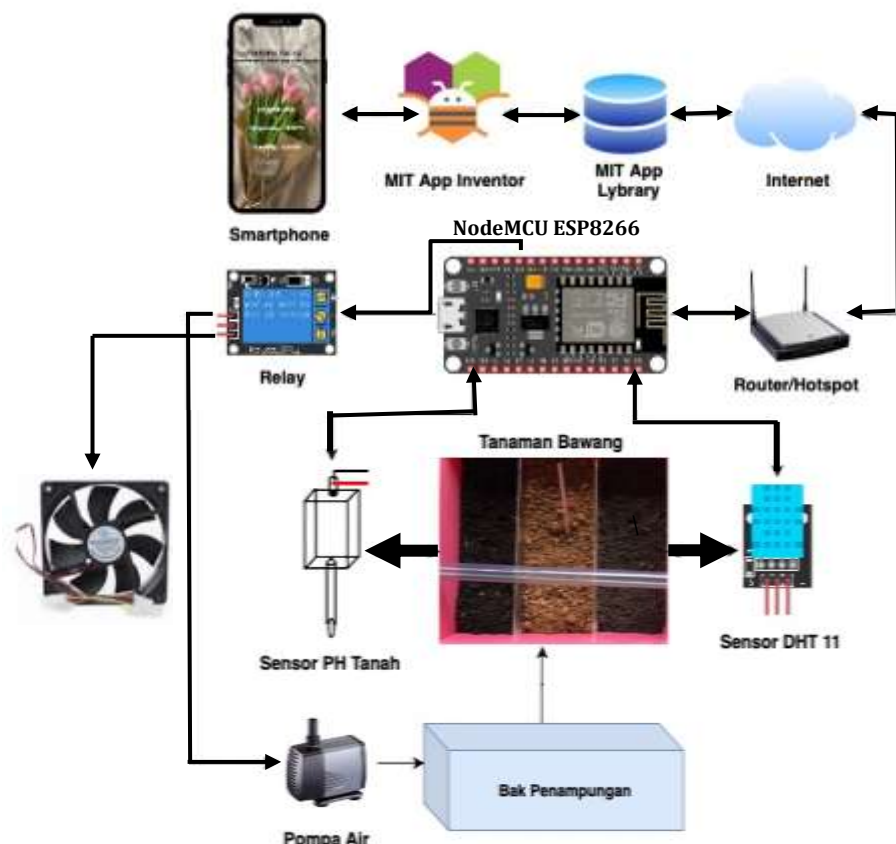 MIT App Inventor
MIT App
Lybrary
Internet
Smartphone
NodeMCU ESP8266
Relay
Router/Hotspot
Tanaman Bawang
Sensor PH Tanah
Sensor DHT 11
Bak Penampungan
Pompa Air